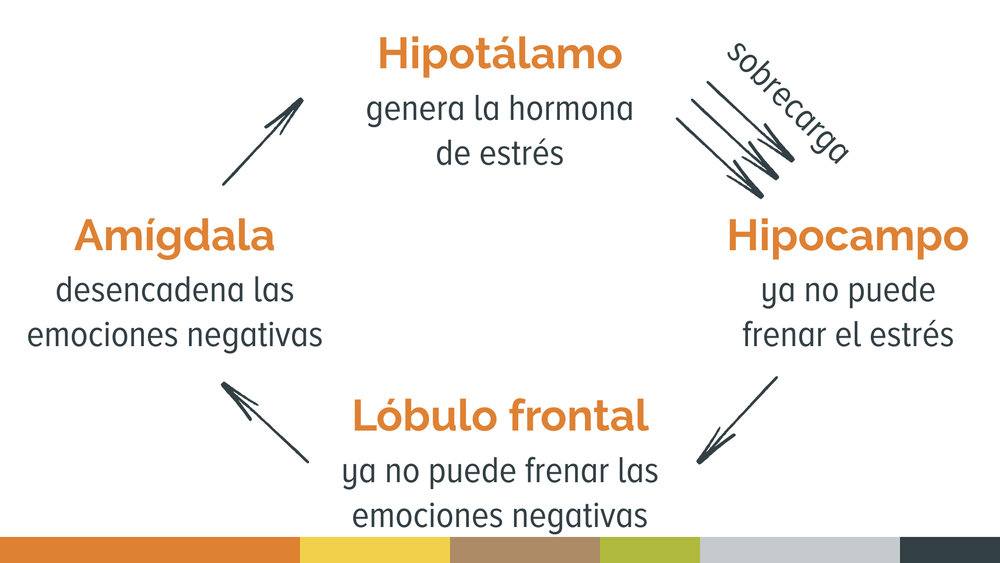 Hipotálamo
genera la hormona
de estrés
sobrecarga
Hipocampo
ya no puede
frenar el estrés
Lóbulo frontal
ya no puede frenar las
emociones negativas
Amígdala
desencadena las
emociones negativas